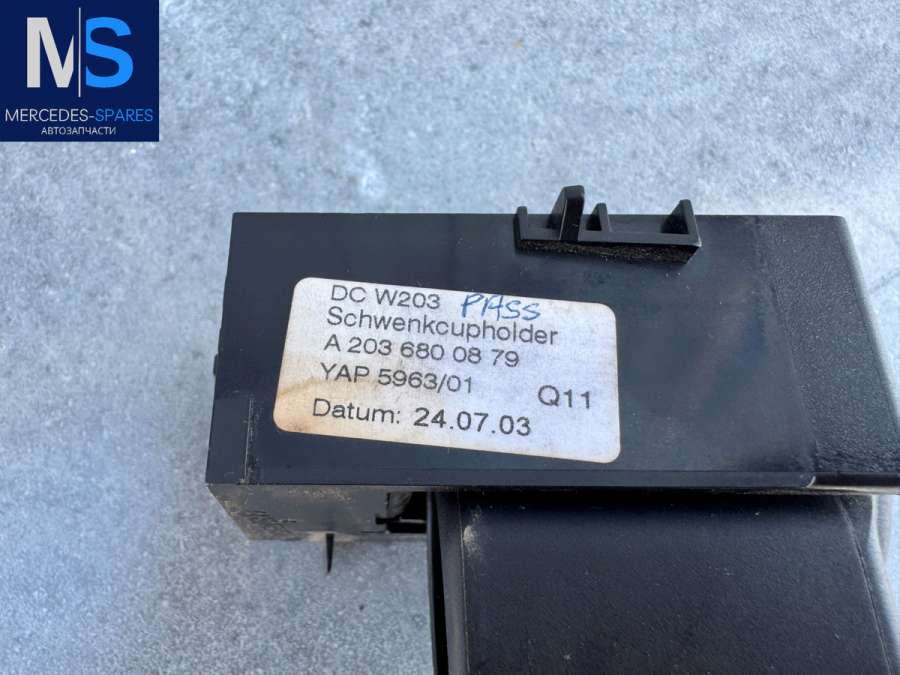 MS
MERCEDES-SPARES
АВТОЗАПЧАСТИ
DC W203 PASS
Schwenkcupholder
A 203 680 08 79
YAP 5963/01 Q11
Datum: 24.07.03